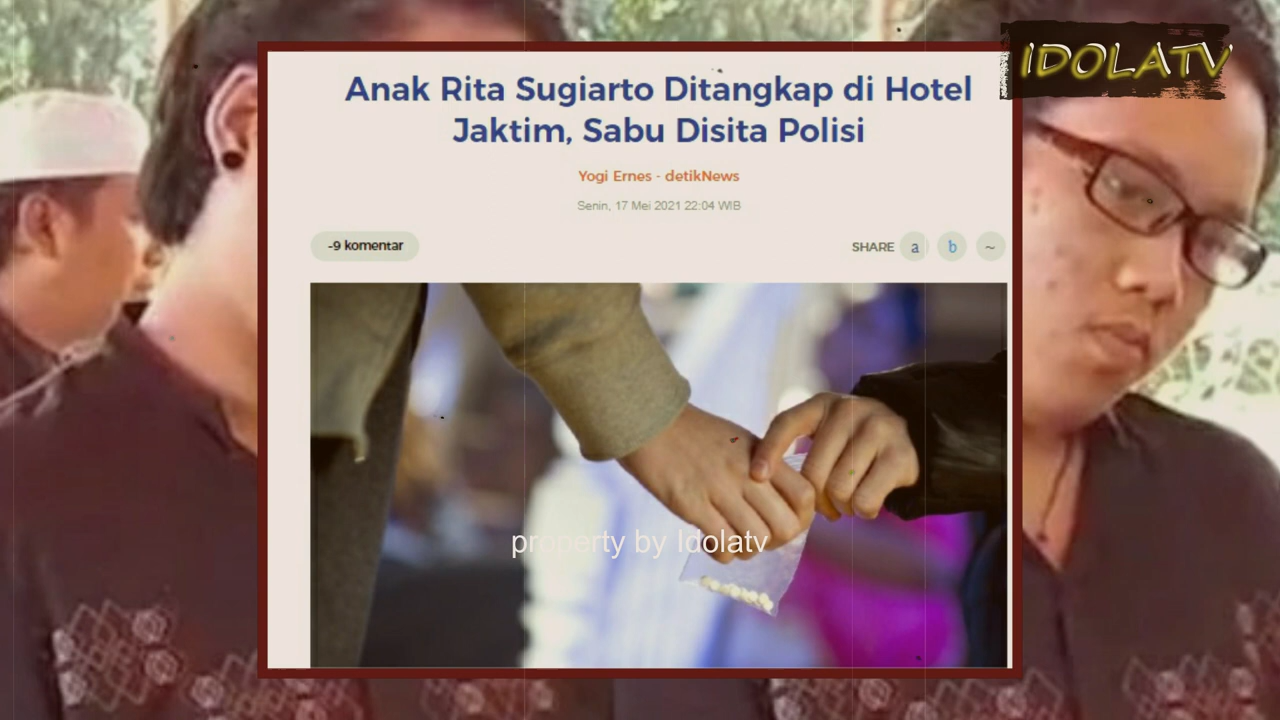 IDOLATV
Anak Rita Sugiarto Ditangkap di Hotel
Jaktim, Sabu Disita Polisi
Yogi Ernes - detikNews
Senin, 17 Mei 2021 22:04 WIB
-9 komentar
SHARE a b ~
property by Idolatv